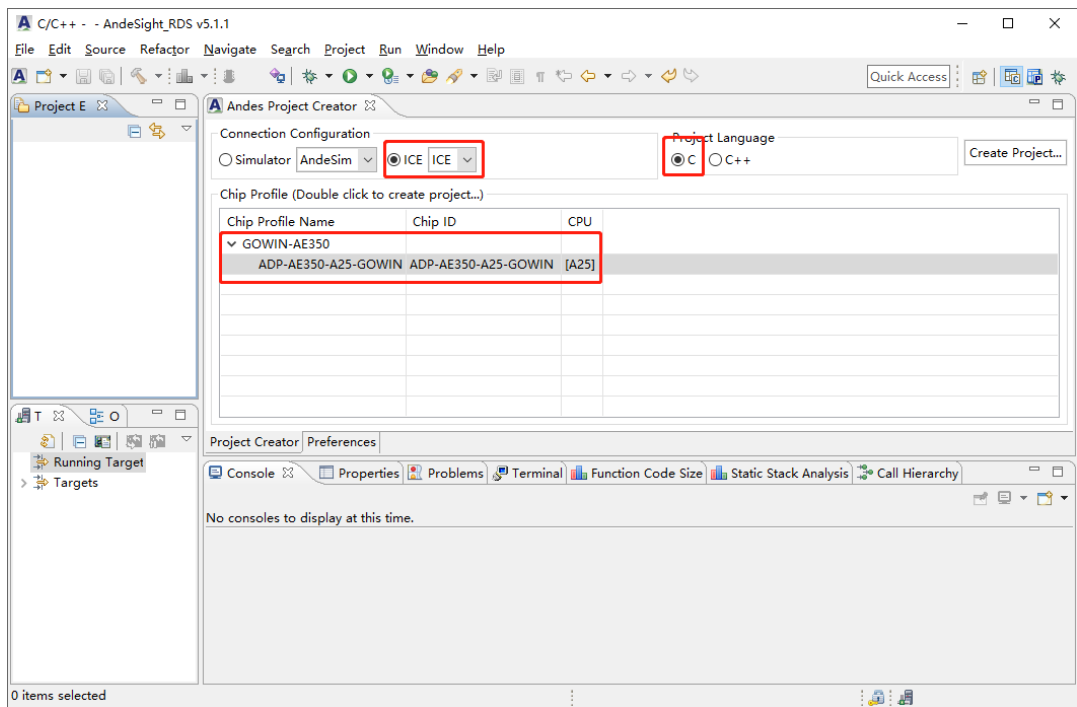 C/C++ - - AndeSight_RDS v5.1.1
File Edit Source Refactor Navigate Search Project Run Window Help
Quick Access
Project E
Andes Project Creator
Connection Configuration
Project Language
Simulator AndeSim ICE ICE
C C++
Create Project...
Chip Profile (Double click to create project...)
Chip Profile Name Chip ID CPU
GOWIN-AE350
ADP-AE350-A25-GOWIN ADP-AE350-A25-GOWIN [A25]
T O
Project Creator Preferences
Running Target
Targets
Console Properties Problems Terminal Function Code Size Static Stack Analysis Call Hierarchy
No consoles to display at this time.
0 items selected